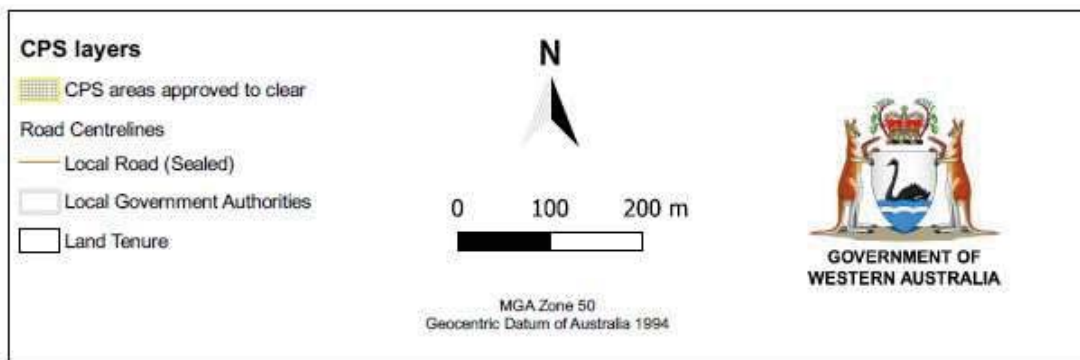 CPS layers
CPS areas approved to clear
Road Centrelines
Local Road (Sealed)
Local Government Authorities
Land Tenure
N
0 100 200 m
MGA Zone 50
Geocentric Datum of Australia 1994
GOVERNMENT OF
WESTERN AUSTRALIA